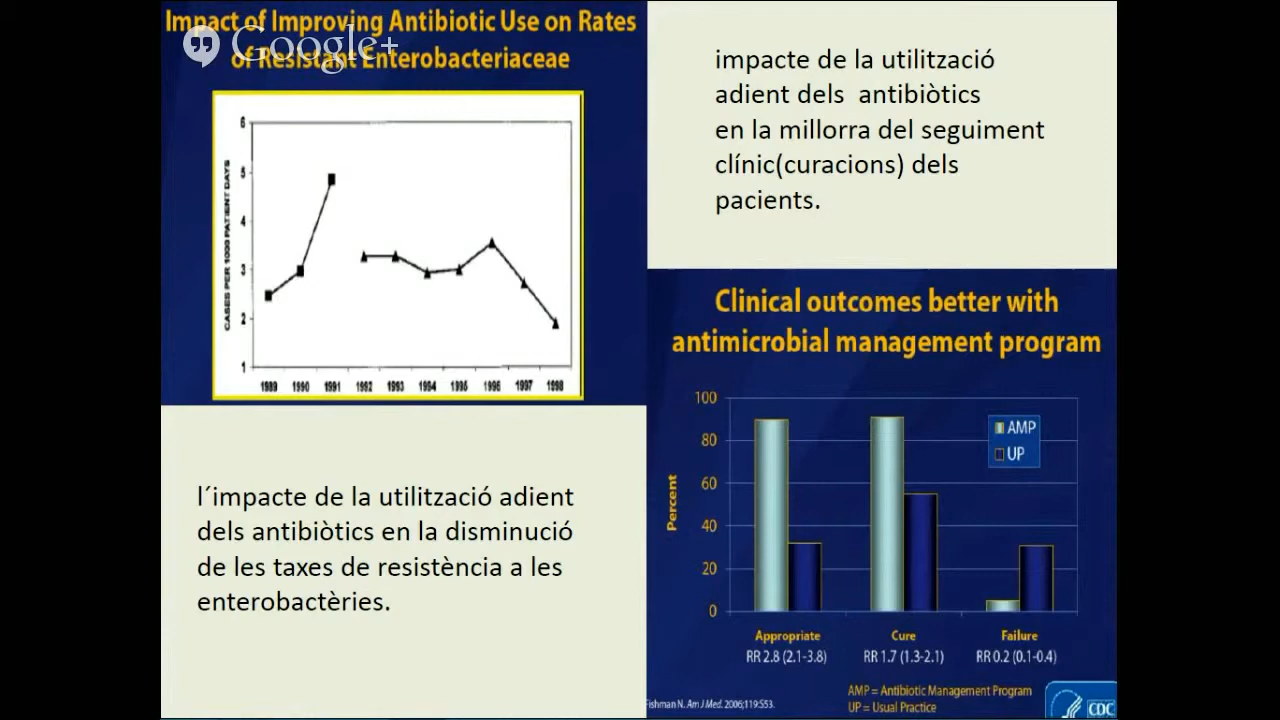 Impact of Improving Antibiotic Use on Rates
of Resistant Enterobacteriaceae
Google+
CASES PER 1000 PATIENT DAYS
6
5
4
3
2
1
1989 1990 1991 1992 1993 1994 1995 1996 1997 1998
l´impacte de la utilització adient
dels antibiòtics en la disminució
de les taxes de resistència a les
enterobactèries.
impacte de la utilització
adient dels antibiòtics
en la millorra del seguiment
clínic(curacions) dels
pacients.
Clinical outcomes better with
antimicrobial management program
Percent
100
80
60
40
20
0
AMP
UP
Appropriate Cure Failure
RR 2.8 (2.1-3.8) RR 1.7 (1.3-2.1) RR 0.2 (0.1-0.4)
AMP = Antibiotic Management Program
UP = Usual Practice
Fishman N. Am J Med. 2006;119:S53.
CDC